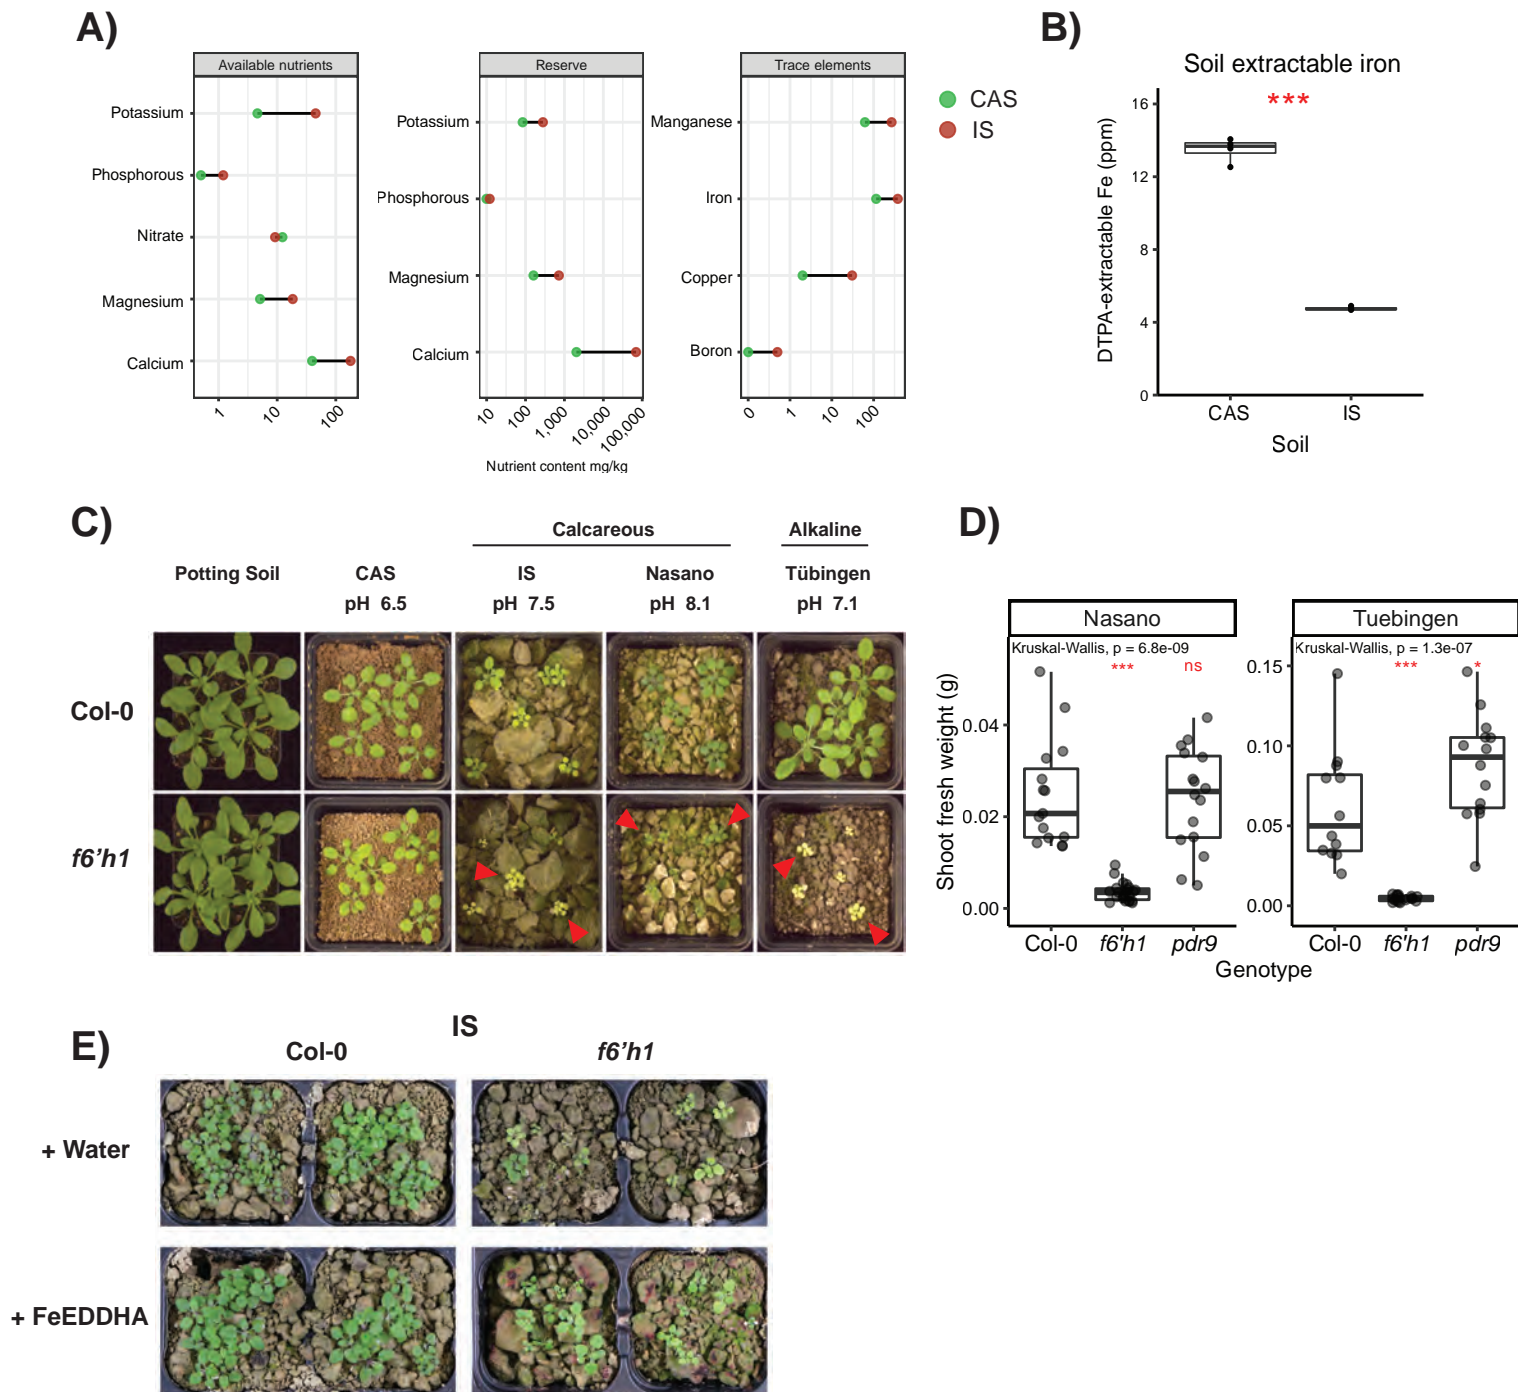 A)
Available nutrients
Reserve
Trace elements
Potassium
Phosphorous
Nitrate
Magnesium
Calcium
1
10
100
Potassium
Phosphorous
Magnesium
Calcium
10
100
1,000
10,000
100,000
Manganese
Iron
Copper
Boron
0
1
100
Nutrient content mg/kg
CAS
IS
B)
Soil extractable iron
***
DTPA-extractable Fe (ppm)
16
12
8
4
0
CAS
IS
Soil
C)
Calcareous
Alkaline
Potting Soil
CAS
IS
Nasano
Tübingen
pH 6.5
pH 7.5
pH 8.1
pH 7.1
Col-0
f6'h1
D)
Nasano
Tuebingen
Kruskal-Wallis, p = 6.8e-09
Kruskal-Wallis, p = 1.3e-07
***
ns
***
*
Shoot fresh weight (g)
0.04
0.02
0.00
0.15
0.10
0.05
0.00
Col-0
f6'h1
pdr9
Col-0
f6'h1
pdr9
Genotype
E)
IS
Col-0
f6'h1
+ Water
+ FeEDDHA